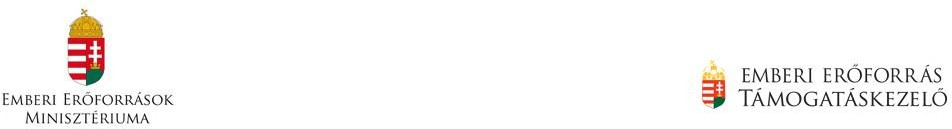 EMBERI ERŐFORRÁSOK
MINISZTÉRIUMA
EMBERI ERŐFORRÁS
TÁMOGATÁSKEZELŐ